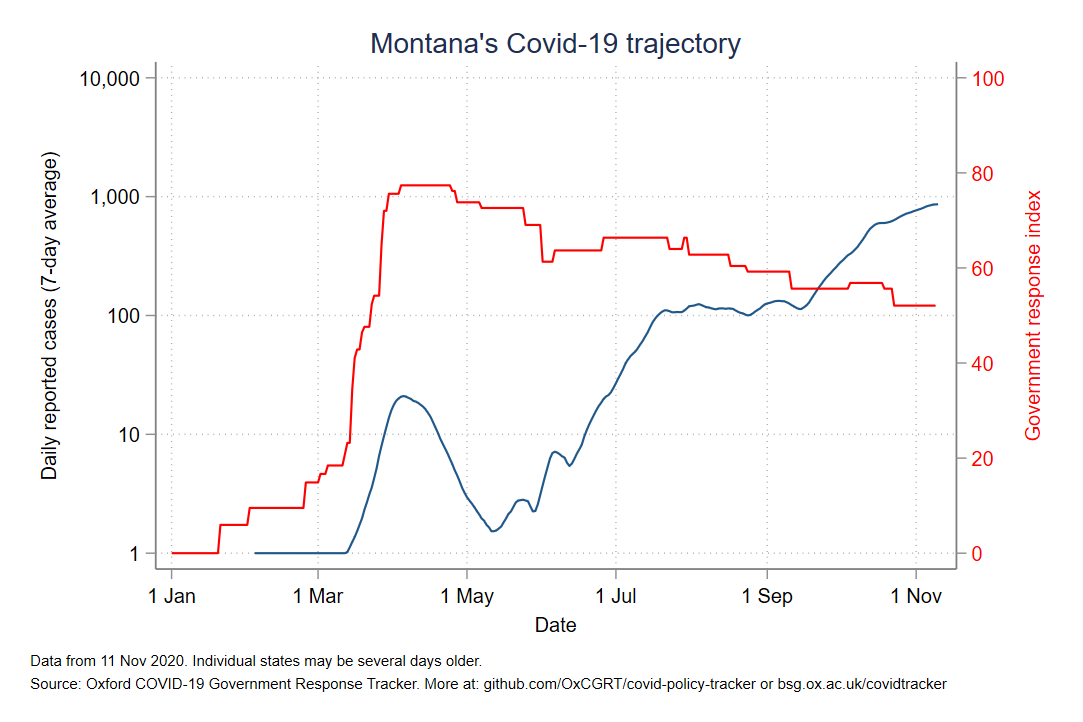 Montana's Covid-19 trajectory
Daily reported cases (7-day average)
10,000
1,000
100
10
1
100
80
60
40
20
0
Government response index
1 Jan
1 Mar
1 May
1 Jul
1 Sep
1 Nov
Date
Data from 11 Nov 2020. Individual states may be several days older.
Source: Oxford COVID-19 Government Response Tracker. More at: github.com/OxCGRT/covid-policy-tracker or bsg.ox.ac.uk/covidtracker